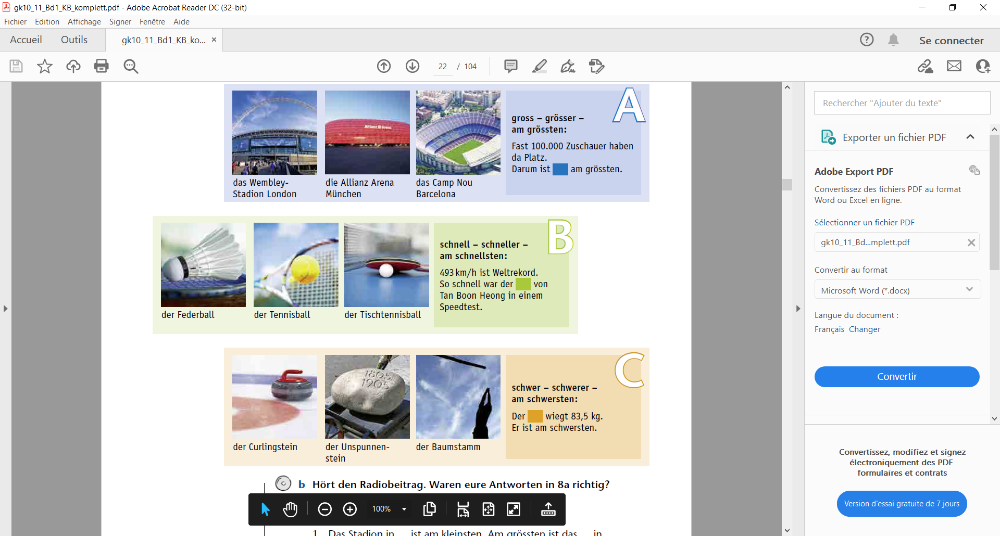 gk10_11_Bd1_KB_komplett.pdf - Adobe Acrobat Reader DC (32-bit)
Fichier Edition Affichage Signer Fenêtre Aide
Accueil Outils gk10_11_Bd1_KB_ko... × Se connecter
22 / 104
A
gross – grösser –
am grössten:
Fast 100.000 Zuschauer haben
da Platz.
Darum ist am grössten.
Allianz Arena
das Wembley-
Stadion London
die Allianz Arena
München
das Camp Nou
Barcelona
B
schnell – schneller –
am schnellsten:
493 km/h ist Weltrekord.
So schnell war der von
Tan Boon Heong in einem
Speedtest.
der Federball
der Tennisball
der Tischtennisball
C
schwer – schwerer –
am schwersten:
Der wiegt 83,5 kg.
Er ist am schwersten.
1805
1905
der Curlingstein
der Unspunnen-
stein
der Baumstamm
b Hört den Radiobeitrag. Waren eure Antworten in 8a richtig?
100%
1 Das Stadion in ist am kleinsten. Am grössten ist das in
Rechercher "Ajouter du texte"
Exporter un fichier PDF
Adobe Export PDF
Convertissez des fichiers PDF au format
Word ou Excel en ligne.
Sélectionner un fichier PDF
gk10_11_Bd...mplett.pdf
Convertir au format
Microsoft Word (*.docx)
Langue du document :
Français Changer
Convertir
Convertissez, modifiez et signez
électroniquement des PDF
formulaires et contrats
Version d'essai gratuite de 7 jours